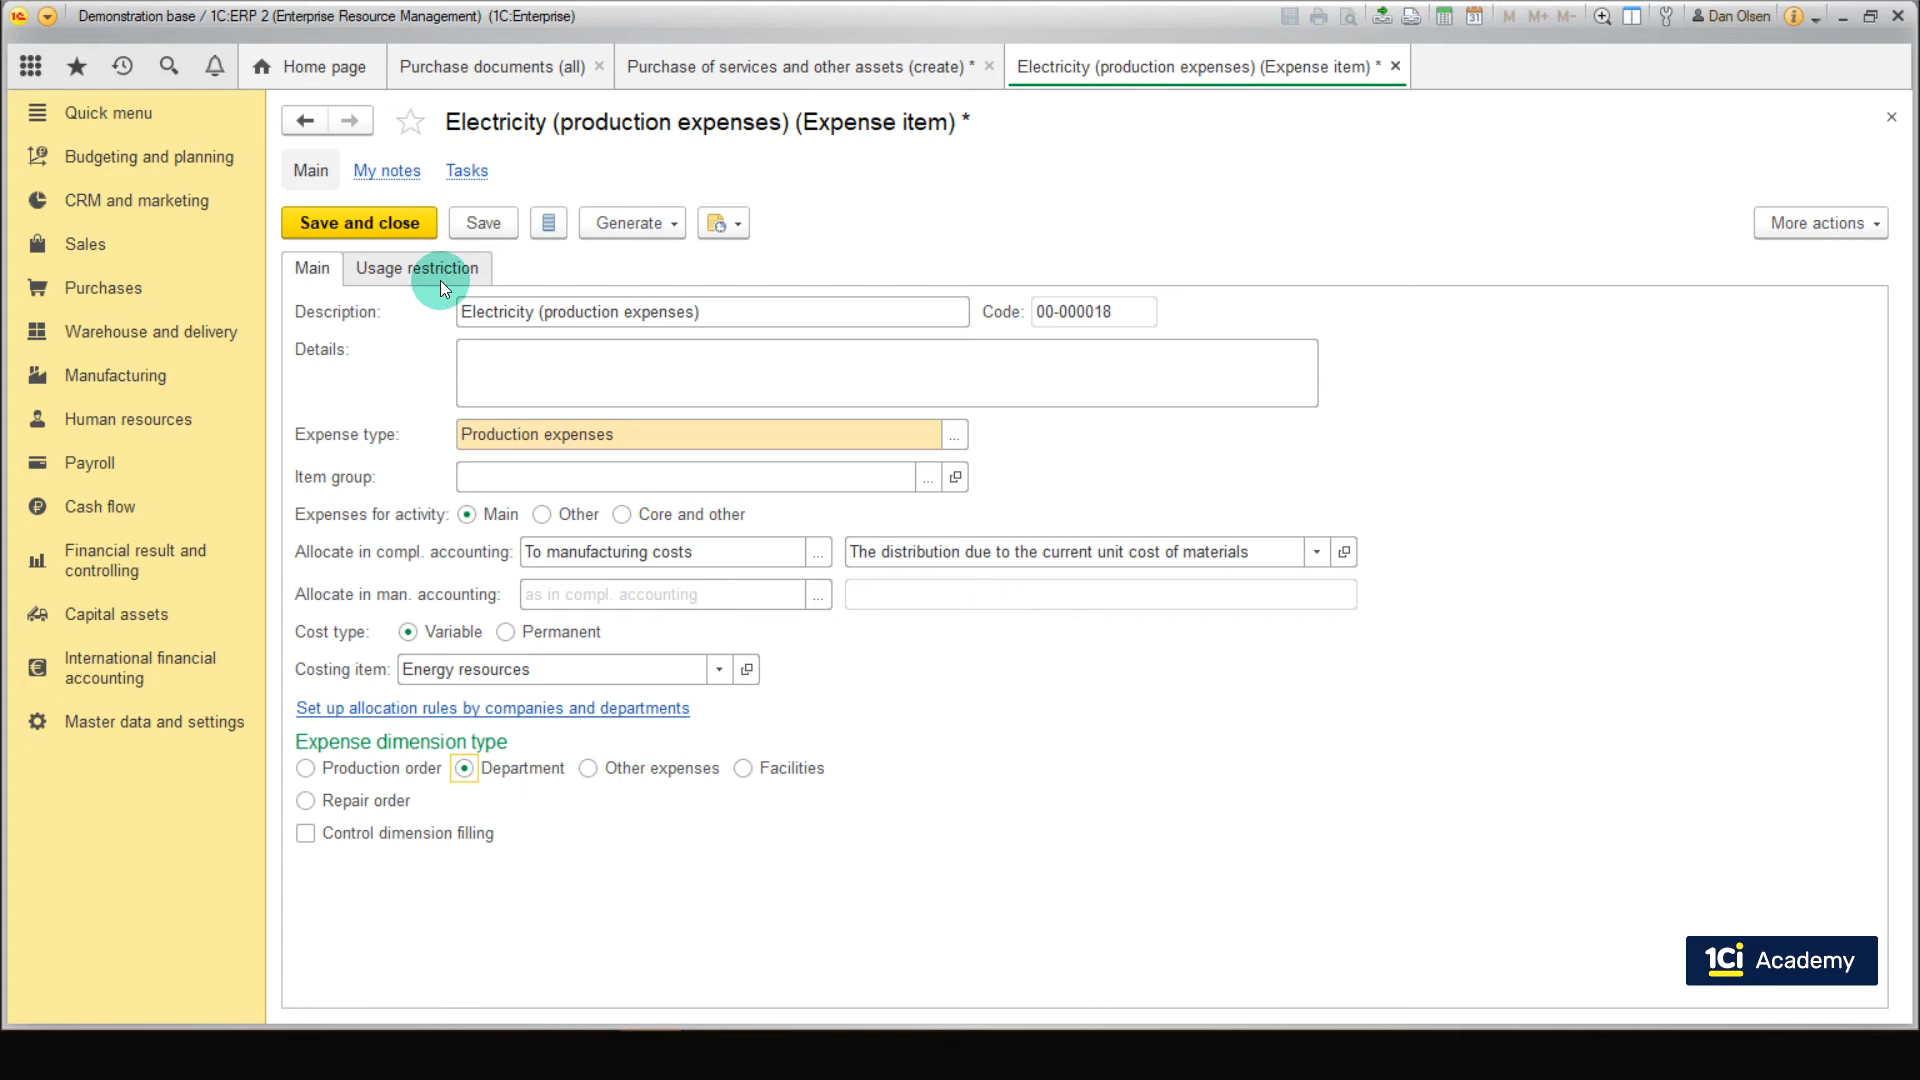 Demonstration base / 1C:ERP 2 (Enterprise Resource Management) (1C:Enterprise)
M M+ M- Dan Olsen
Home page
Purchase documents (all)
Purchase of services and other assets (create) *
Electricity (production expenses) (Expense item) *
Quick menu
Budgeting and planning
CRM and marketing
Sales
Purchases
Warehouse and delivery
Manufacturing
Human resources
Payroll
Cash flow
Financial result and
controlling
Capital assets
International financial
accounting
Master data and settings
Electricity (production expenses) (Expense item) *
Main My notes Tasks
Save and close Save Generate More actions
Main Usage restriction
Description: Electricity (production expenses) Code: 00-000018
Details:
Expense type: Production expenses ...
Item group: ...
Expenses for activity: Main Other Core and other
Allocate in compl. accounting: To manufacturing costs ... The distribution due to the current unit cost of materials
Allocate in man. accounting: as in compl. accounting ...
Cost type: Variable Permanent
Costing item: Energy resources
Set up allocation rules by companies and departments
Expense dimension type
Production order Department Other expenses Facilities
Repair order
Control dimension filling
1Ci Academy